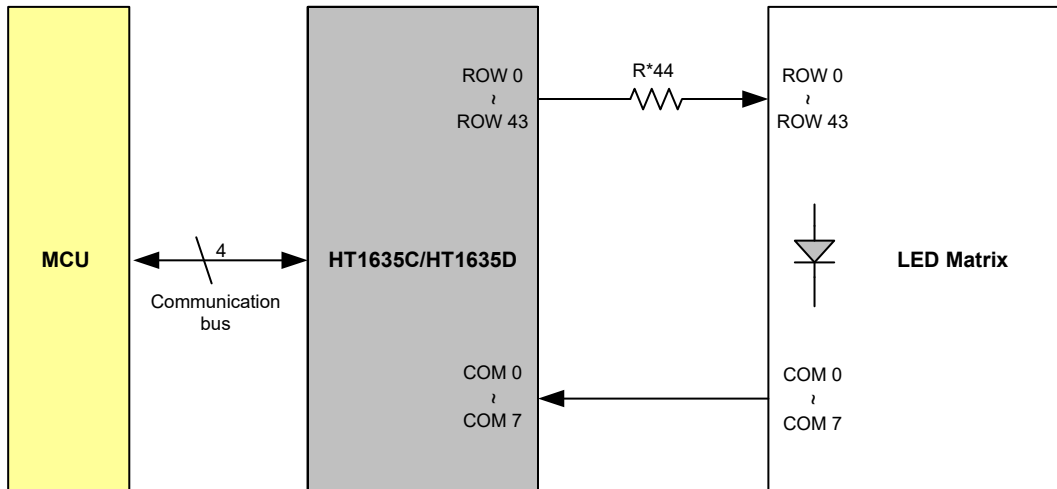 MCU
4
Communication
bus
HT1635C/HT1635D
ROW 0
~
ROW 43
COM 0
~
COM 7
R*44
ROW 0
~
ROW 43
LED Matrix
COM 0
~
COM 7